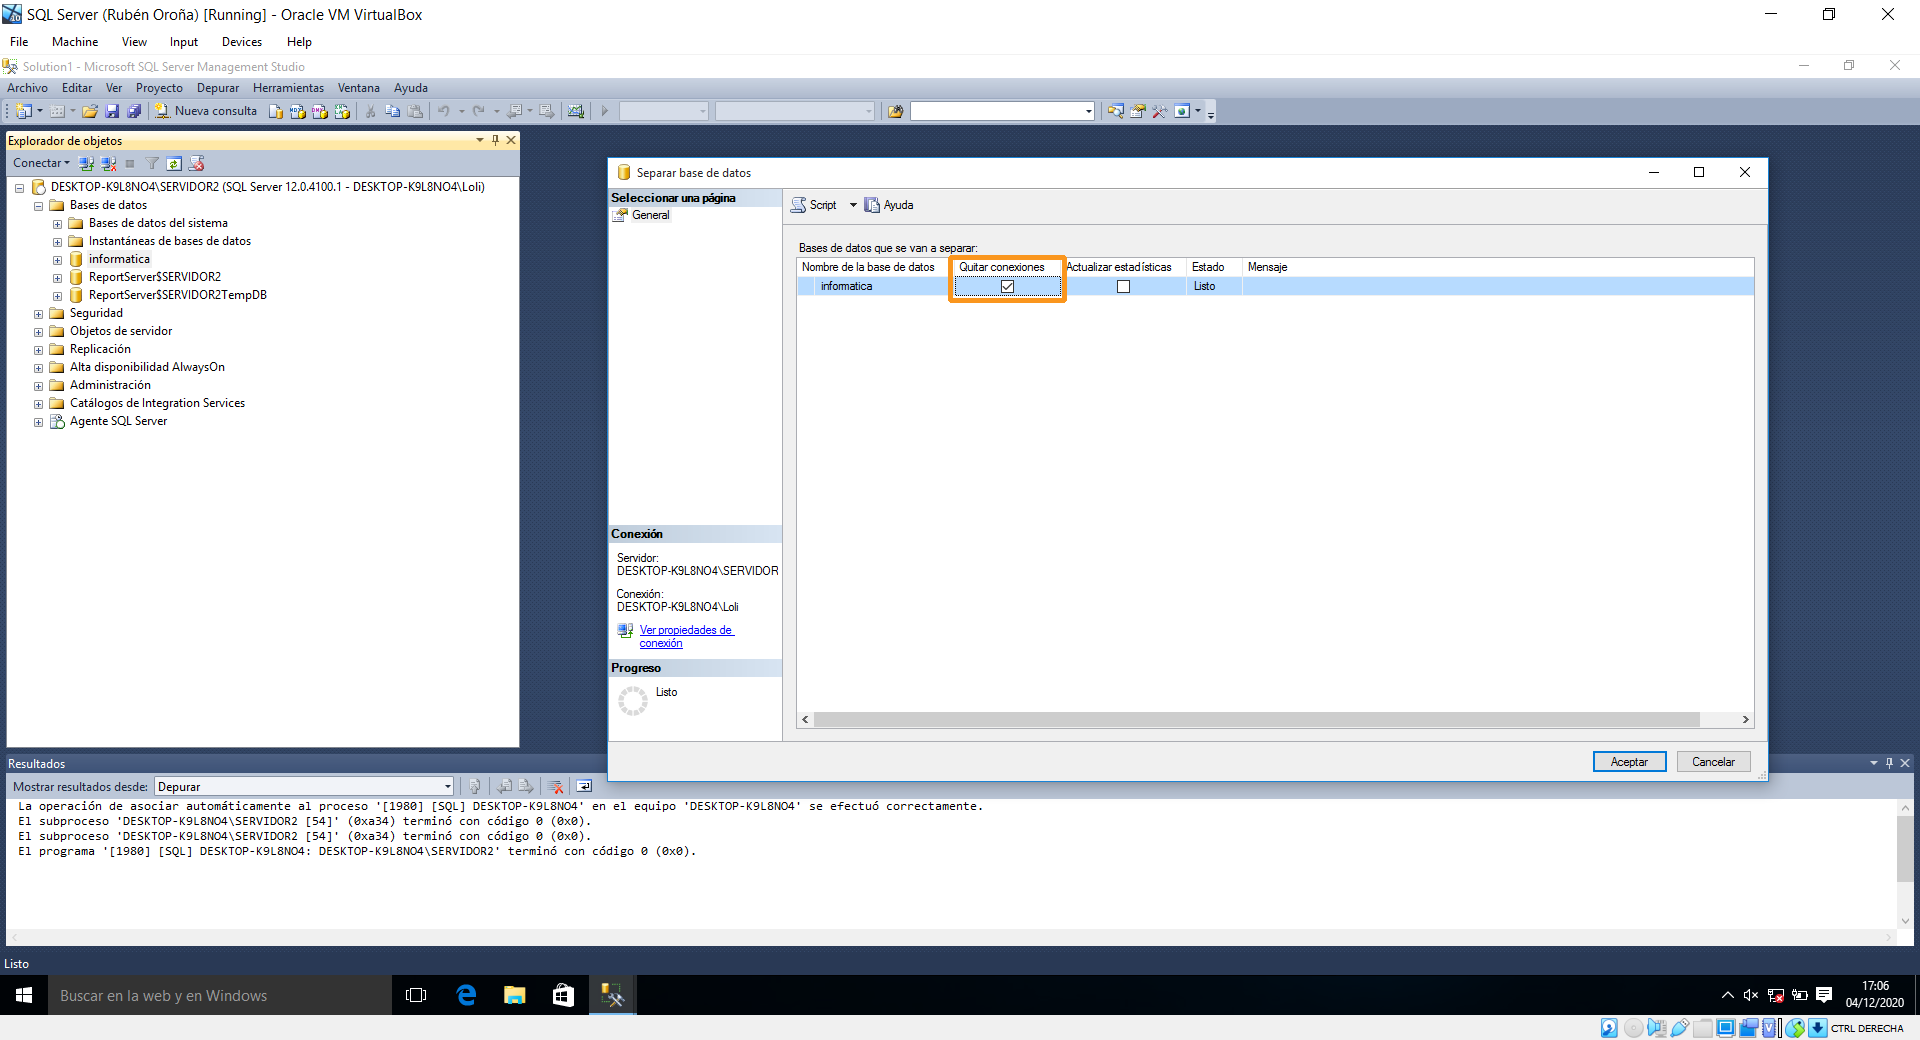 SQL Server (Rubén Oroña) [Running] - Oracle VM VirtualBox
File Machine View Input Devices Help
Solution1 - Microsoft SQL Server Management Studio
Archivo Editar Ver Proyecto Depurar Herramientas Ventana Ayuda
Nueva consulta
Explorador de objetos
Conectar
DESKTOP-K9L8NO4\SERVIDOR2 (SQL Server 12.0.4100.1 - DESKTOP-K9L8NO4\Loli)
Bases de datos
Bases de datos del sistema
Instantáneas de bases de datos
informatica
ReportServer$SERVIDOR2
ReportServer$SERVIDOR2TempDB
Seguridad
Objetos de servidor
Replicación
Alta disponibilidad AlwaysOn
Administración
Catálogos de Integration Services
Agente SQL Server
Separar base de datos
Seleccionar una página
General
Script Ayuda
Bases de datos que se van a separar:
Nombre de la base de datos Quitar conexiones Actualizar estadísticas Estado Mensaje
informatica Listo
Conexión
Servidor:
DESKTOP-K9L8NO4\SERVIDOR
Conexión:
DESKTOP-K9L8NO4\Loli
Ver propiedades de
conexión
Progreso
Listo
Aceptar Cancelar
Resultados
Mostrar resultados desde: Depurar
La operación de asociar automáticamente al proceso '[1980] [SQL] DESKTOP-K9L8NO4' en el equipo 'DESKTOP-K9L8NO4' se efectuó correctamente.
El subproceso 'DESKTOP-K9L8NO4\SERVIDOR2 [54]' (0xa34) terminó con código 0 (0x0).
El subproceso 'DESKTOP-K9L8NO4\SERVIDOR2 [54]' (0xa34) terminó con código 0 (0x0).
El programa '[1980] [SQL] DESKTOP-K9L8NO4: DESKTOP-K9L8NO4\SERVIDOR2' terminó con código 0 (0x0).
Listo
Buscar en la web y en Windows
17:06
04/12/2020
CTRL DERECHA